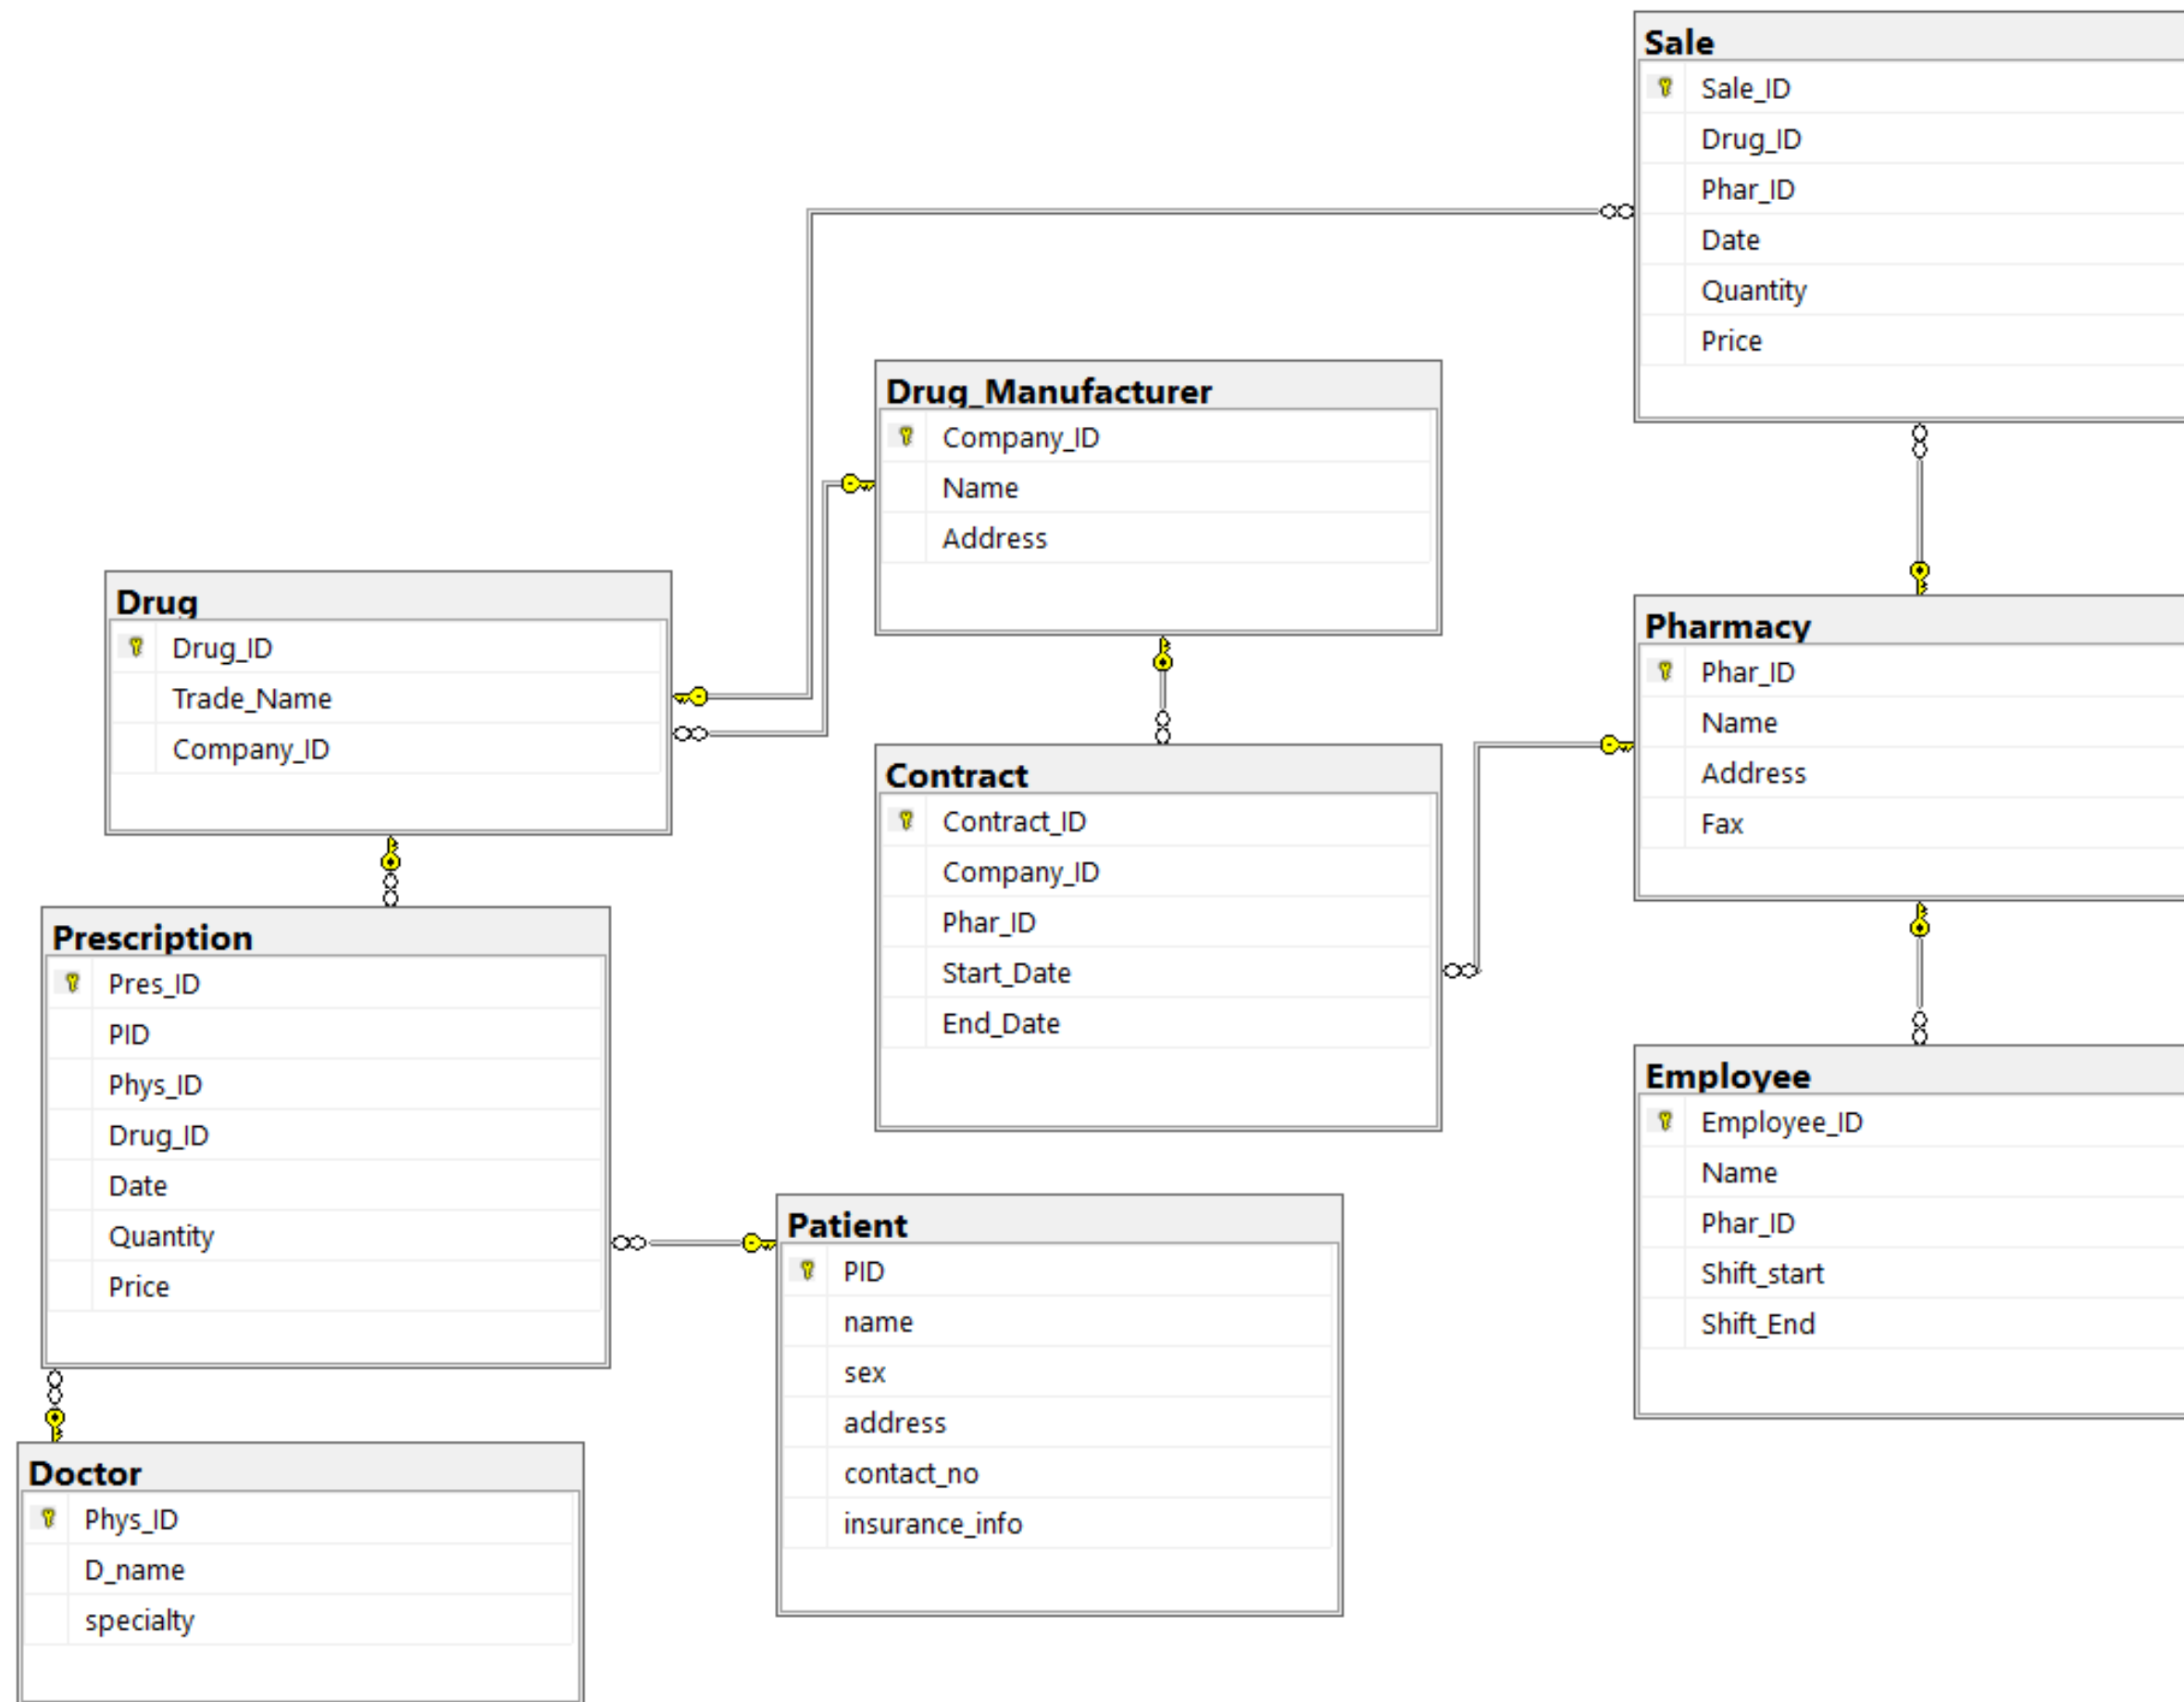 Sale
Sale_ID
Drug_ID
Phar_ID
Date
Quantity
Price
Drug_Manufacturer
Company_ID
Name
Address
Drug
Drug_ID
Trade_Name
Company_ID
Pharmacy
Phar_ID
Name
Address
Fax
Contract
Contract_ID
Company_ID
Phar_ID
Start_Date
End_Date
Prescription
Pres_ID
PID
Phys_ID
Drug_ID
Date
Quantity
Price
Employee
Employee_ID
Name
Phar_ID
Shift_start
Shift_End
Patient
PID
name
sex
address
contact_no
insurance_info
Doctor
Phys_ID
D_name
specialty